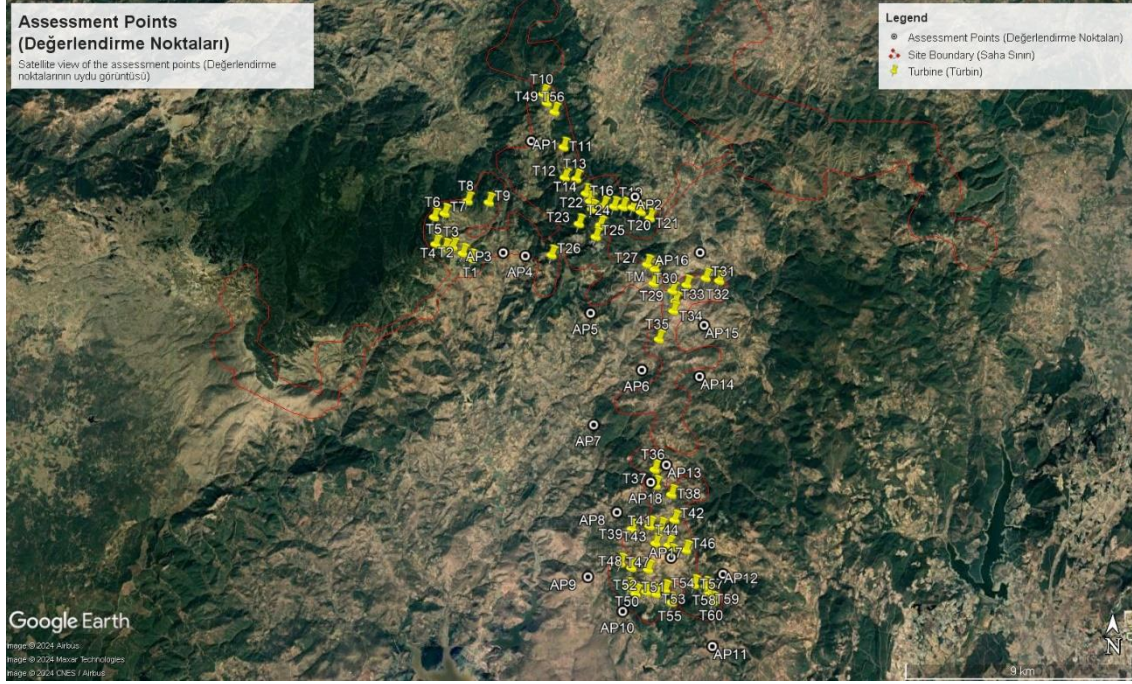 Assessment Points
(Değerlendirme Noktaları)
Satellite view of the assessment points (Değerlendirme
noktalarının uydu görüntüsü)
Legend
Assessment Points (Değerlendirme Noktaları)
Site Boundary (Saha Sınırı)
Turbine (Türbin)
T10
T49 T56
AP1 T11
T13
T12
T8
T9
T14 T16
T6
T7
T22
AP2
T24
T23
T20 T21
T5
T3
T25
T4 T2
AP3
T26
T1
AP4
T27 AP16
TM T30
T31
T29
T33 T32
T34
AP5
T35
AP15
AP6
AP14
AP7
T36
AP13
T37
AP18 T38
AP8
T41 T42
T39
T43 T44
T46
AP17
T48 T47
AP9
T54 T57
AP12
T52 T51
T50
T53
T58 T59
T55
T60
AP10
AP11
Google Earth
Image © 2024 Airbus
Image © 2024 Maxar Technologies
Image © 2024 CNES / Airbus
N
9 km